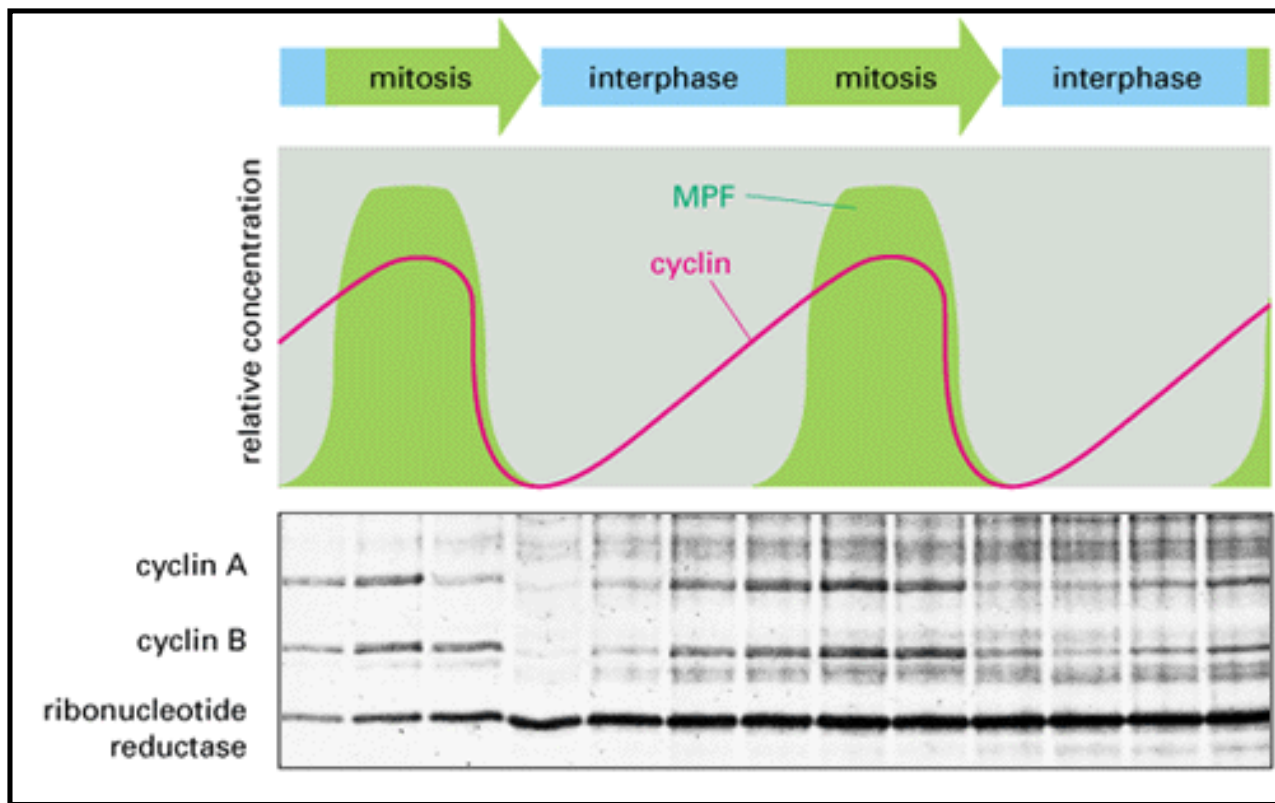 mitosis
interphase
mitosis
interphase
relative concentration
MPF
cyclin
cyclin A
cyclin B
ribonucleotide
reductase